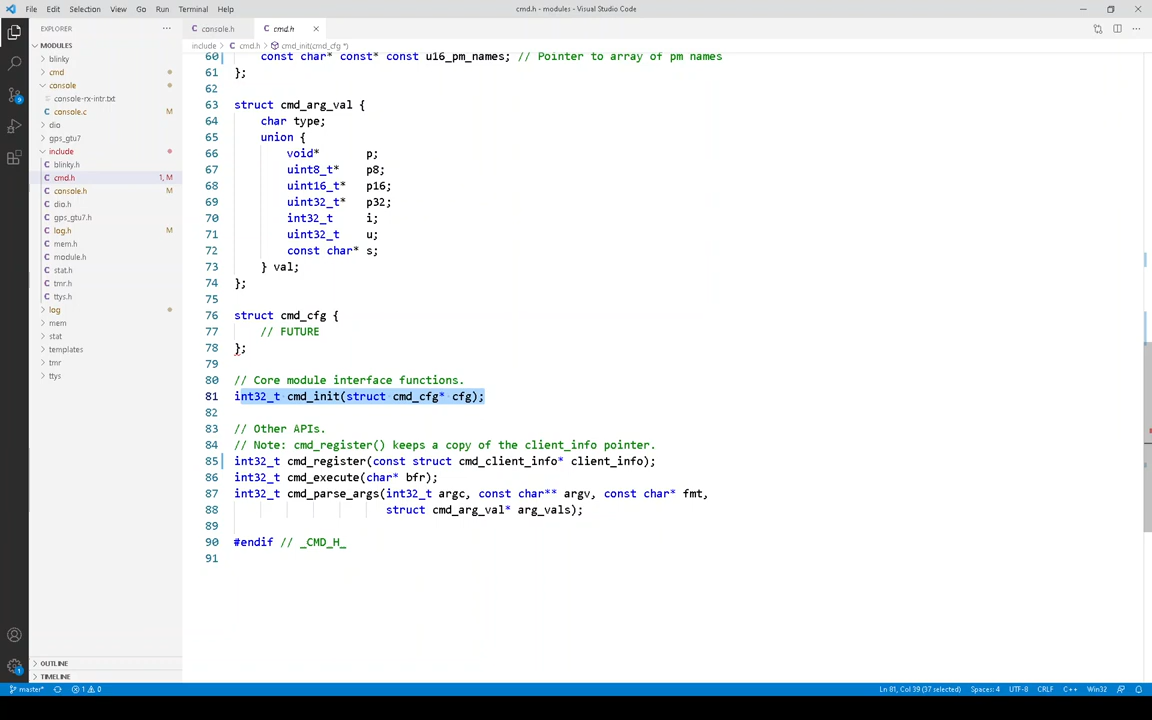 File Edit Selection View Go Run Terminal Help
cmd.h - modules - Visual Studio Code
EXPLORER
MODULES
blinky
cmd
console
console-rx-intr.txt
C console.c M
dio
gps_gtu7
include
C blinky.h
C cmd.h 1, M
C console.h M
C dio.h
C gps_gtu7.h
C log.h M
C mem.h
C module.h
C stat.h
C tmr.h
C ttys.h
log
mem
stat
templates
tmr
ttys
OUTLINE
TIMELINE
C console.h
C cmd.h
include > C cmd.h > cmd_init(cmd_cfg *)
60 const char* const* const u16_pm_names; // Pointer to array of pm names
61 };
62
63 struct cmd_arg_val {
64 char type;
65 union {
66 void* p;
67 uint8_t* p8;
68 uint16_t* p16;
69 uint32_t* p32;
70 int32_t i;
71 uint32_t u;
72 const char* s;
73 } val;
74 };
75
76 struct cmd_cfg {
77 // FUTURE
78 };
79
80 // Core module interface functions.
81 int32_t cmd_init(struct cmd_cfg* cfg);
82
83 // Other APIs.
84 // Note: cmd_register() keeps a copy of the client_info pointer.
85 int32_t cmd_register(const struct cmd_client_info* client_info);
86 int32_t cmd_execute(char* bfr);
87 int32_t cmd_parse_args(int32_t argc, const char** argv, const char* fmt,
88 struct cmd_arg_val* arg_vals);
89
90 #endif // _CMD_H_
91
master* 1 0
Ln 81, Col 39 (37 selected) Spaces: 4 UTF-8 CRLF C++ Win32